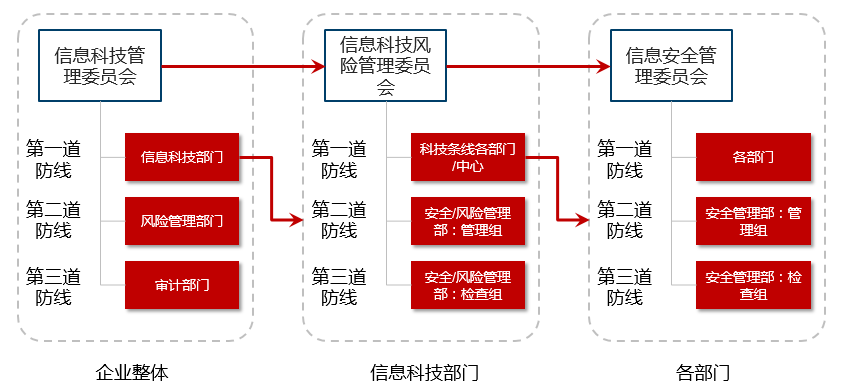 信息科技管
理委员会
第一道
防线
信息科技部门
第二道
防线
风险管理部门
第三道
防线
审计部门
企业整体
信息科技风
险管理委员
会
第一道
防线
科技条线各部门
/中心
第二道
防线
安全/风险管理
部：管理组
第三道
防线
安全/风险管理
部：检查组
信息科技部门
信息安全管
理委员会
第一道
防线
各部门
第二道
防线
安全管理部：管
理组
第三道
防线
安全管理部：检
查组
各部门